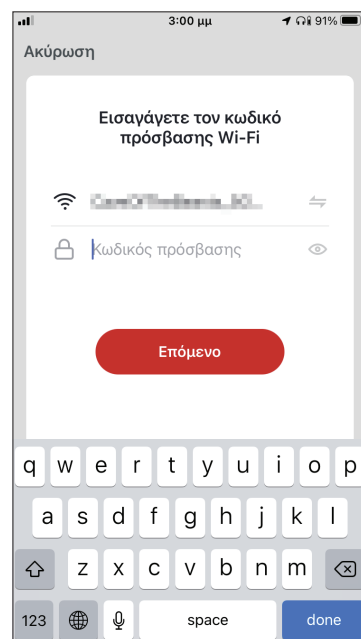 3:00 μμ
91%
Ακύρωση
Εισαγάγετε τον κωδικό
πρόσβασης Wi-Fi
Κωδικός πρόσβασης
Επόμενο
q w e r t y u i o p
a s d f g h j k l
z x c v b n m
123 space done